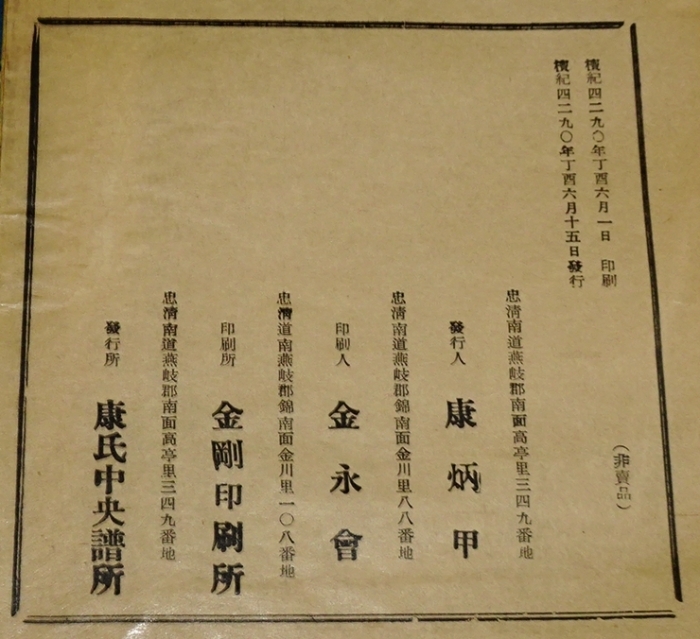 檀紀四二九〇年丁酉六月一日 印刷
檀紀四二九〇年丁酉六月十五日發行
(非賣品)
忠淸南道燕岐郡南面高亭里三四九番地
發行人 康炳甲
忠淸南道燕岐郡錦南面金川里八八番地
印刷人 金永會
忠淸道南燕岐郡錦南面金川里一〇八番地
印刷所 金剛印刷所
忠淸南道燕岐郡南面高亭里三四九番地
發行所 康氏中央譜所